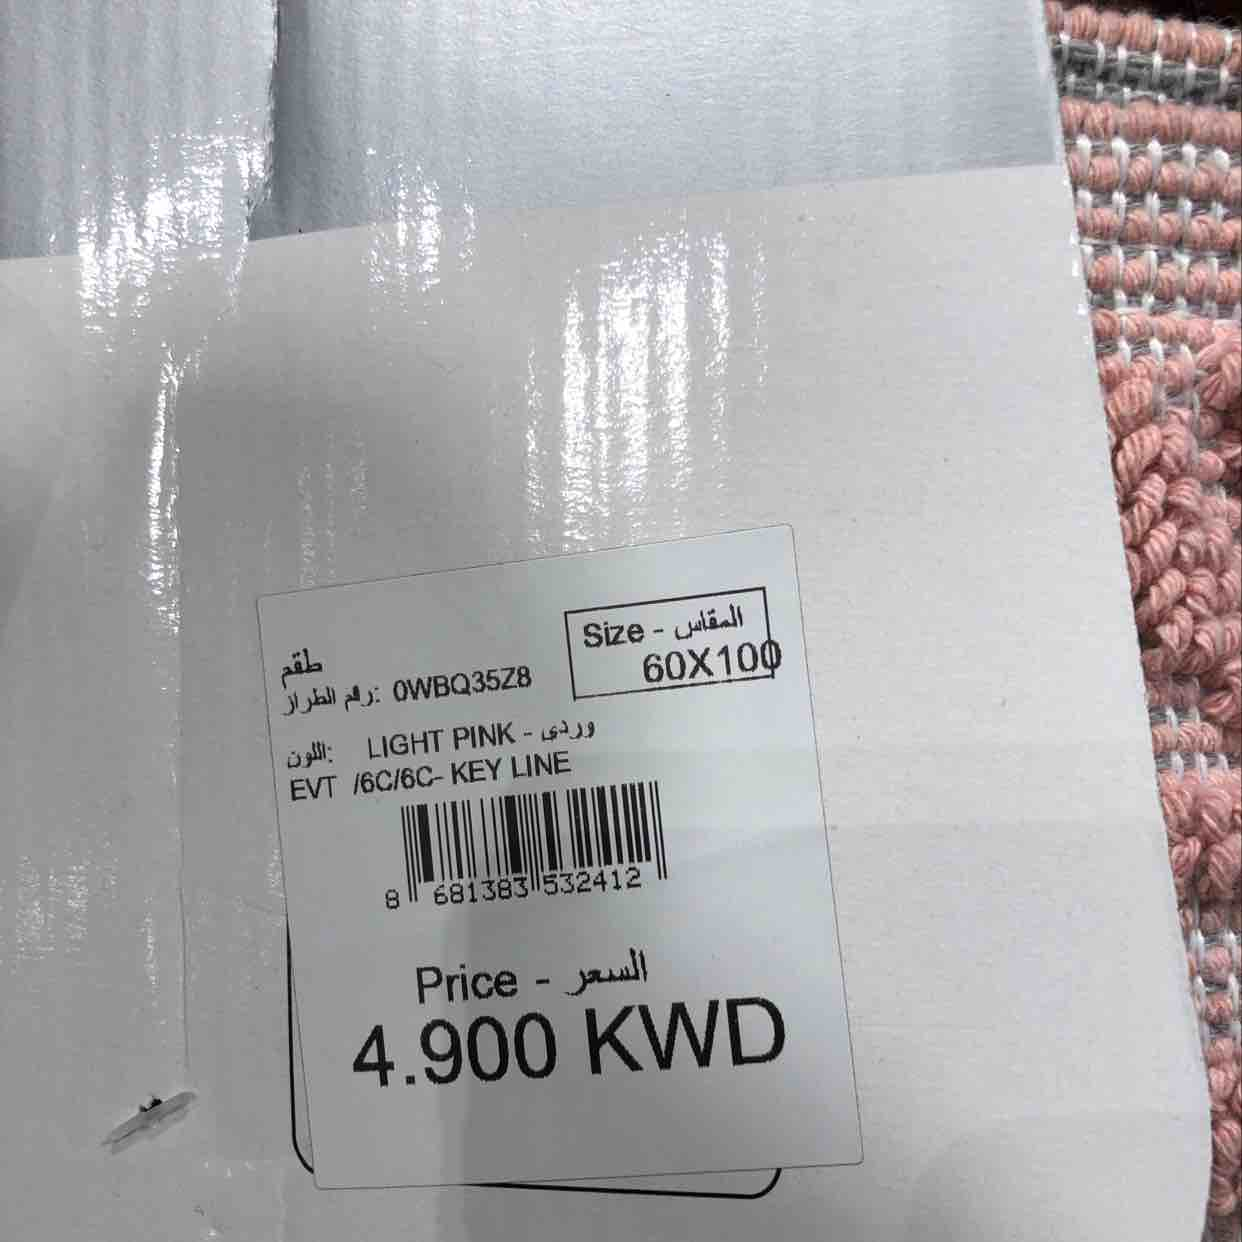 Size - المقاس
60X100
طقم
رقم الطراز: 0WBQ35Z8
اللون: LIGHT PINK - وردى
EVT /6C/6C- KEY LINE
8 681383 532412
Price - السعر
4.900 KWD